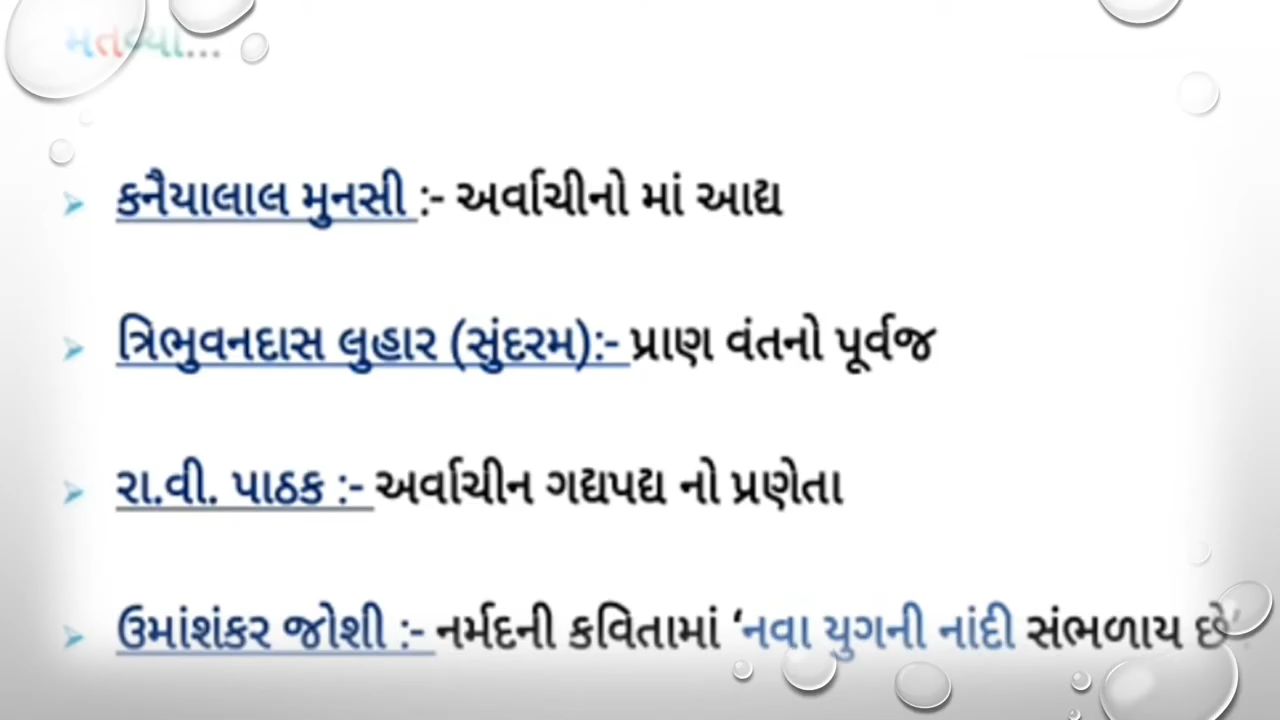 મતવ્યા...
કનૈયાલાલ મુનસી :- અર્વાચીનો માં આદ્ય
ત્રિભુવનદાસ લુહાર (સુંદરમ):- પ્રાણ વંતનો પૂર્વજ
રા.વી. પાઠક :- અર્વાચીન ગદ્યપદ્ય નો પ્રણેતા
ઉમાંશંકર જોશી :- નર્મદની કવિતામાં ‘નવા યુગની નાંદી સંભળાય છે’.